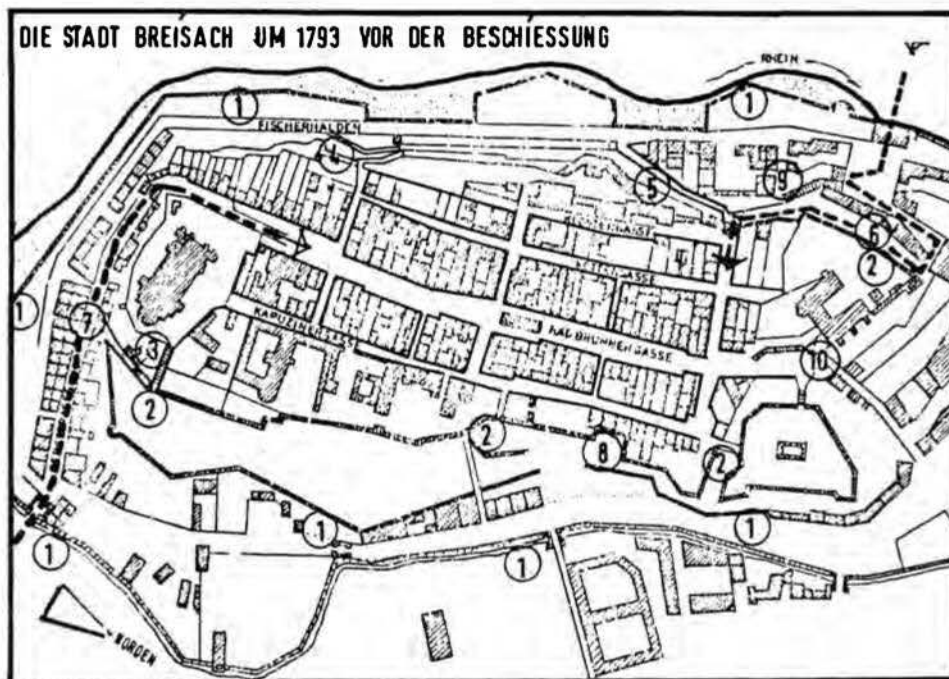 DIE STADT BREISACH UM 1793 VOR DER BESCHIESSUNG
RHEIN
1
1
FISCHERHALDEN
4
9
5
6
2
KETTENGASSE
1
7
3
KAPUZINERGASSE
RADBRUNNENGASSE
10
2
2
8
2
1
1
1
1
NORDEN